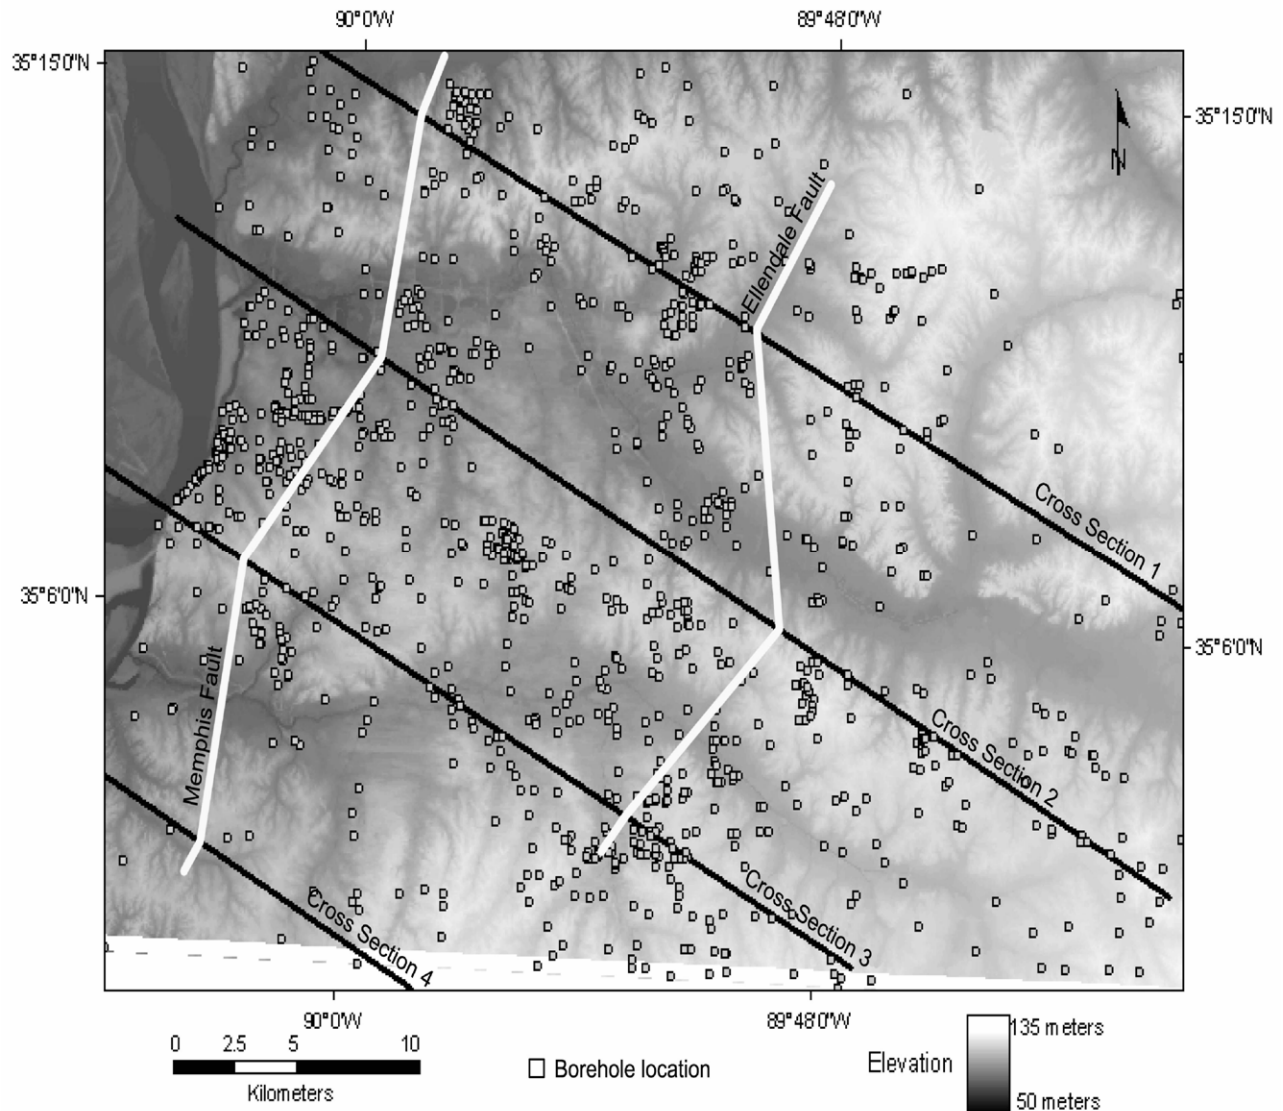 90°0'W 89°48'0'W
35°15'0"N
35°15'0"N
N
Ellendale Fault
Cross Section 1
35°6'0"N
35°6'0"N
Memphis Fault
Cross Section 2
Cross Section 3
Cross Section 4
90°0'W 89°48'0'W
0 2.5 5 10
Kilometers
Borehole location
Elevation
135 meters
50 meters